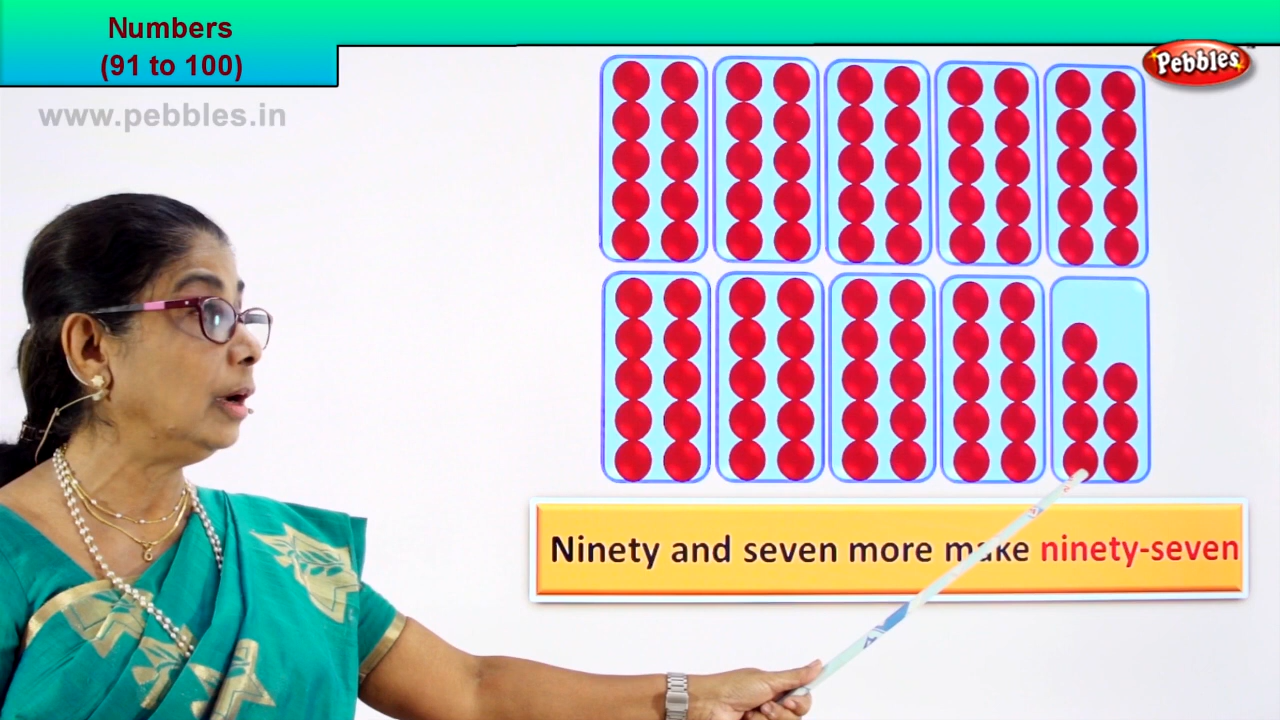 Numbers
(91 to 100)
Pebbles
www.pebbles.in
Ninety and seven more make ninety-seven